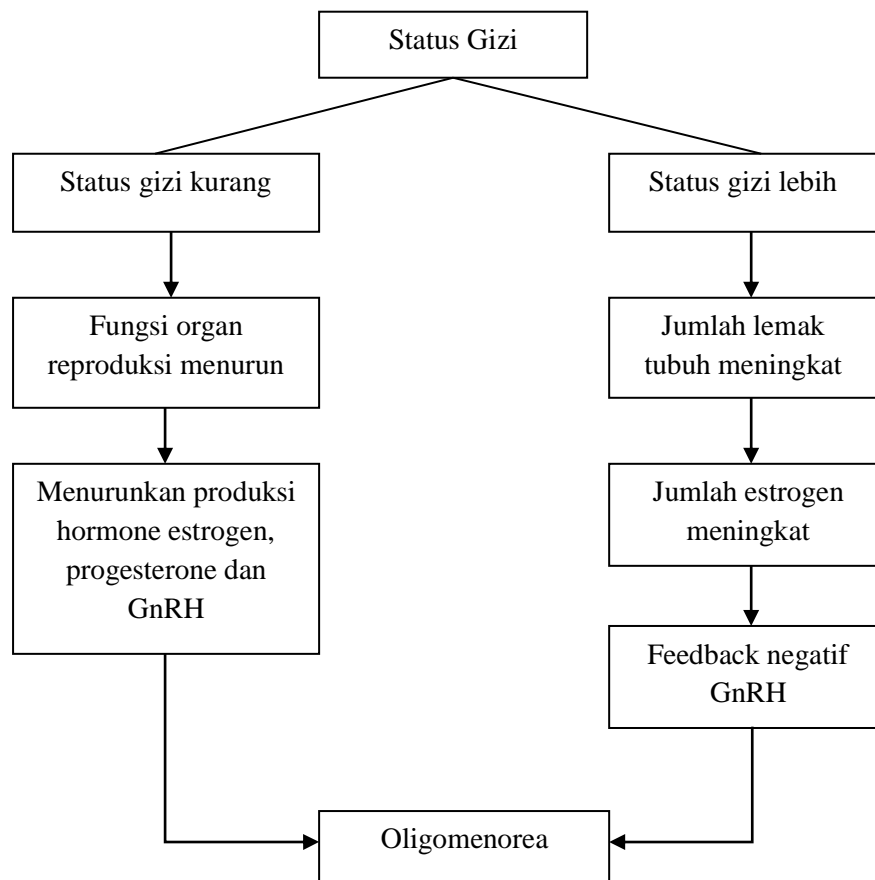 Status Gizi
Status gizi kurang
Status gizi lebih
Fungsi organ
reproduksi menurun
Jumlah lemak
tubuh meningkat
Menurunkan produksi
hormone estrogen,
progesterone dan
GnRH
Jumlah estrogen
meningkat
Feedback negatif
GnRH
Oligomenorea